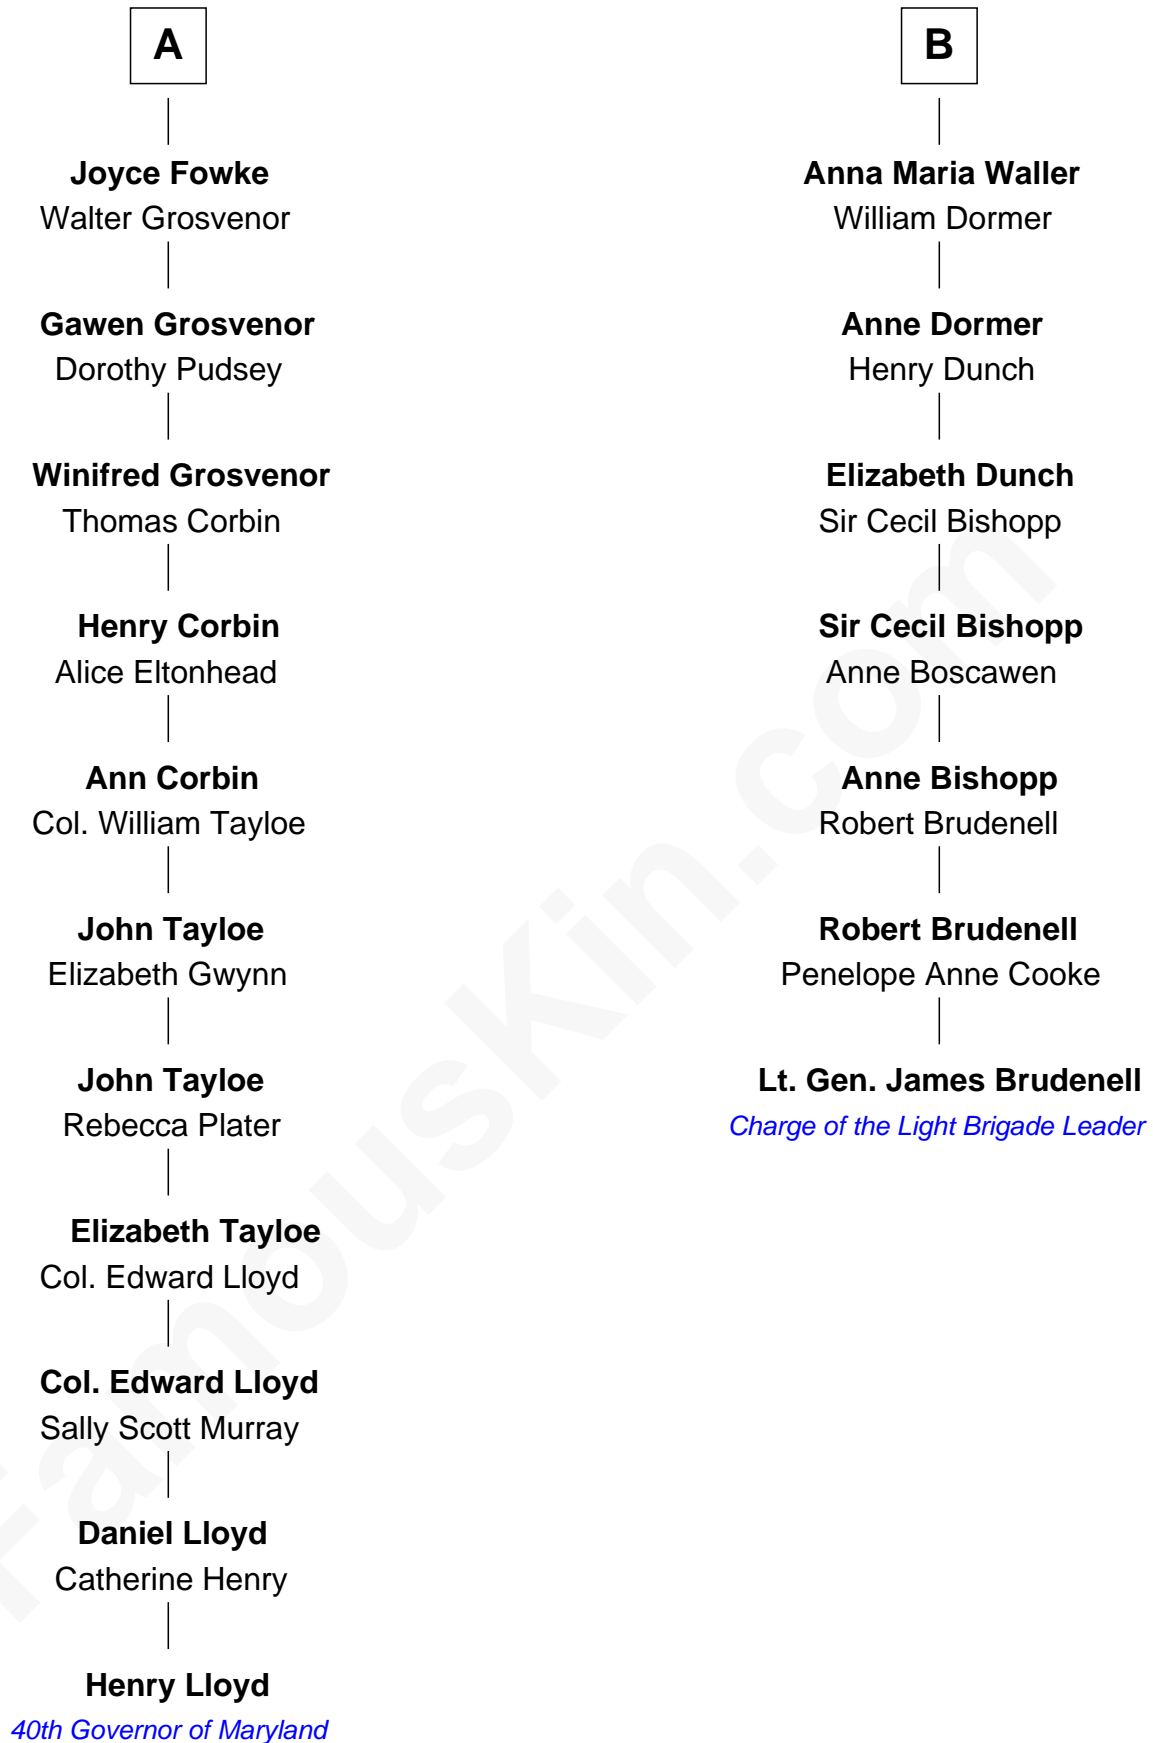 A
Joyce Fowke
Walter Grosvenor
Gawen Grosvenor
Dorothy Pudsey
Winifred Grosvenor
Thomas Corbin
Henry Corbin
Alice Eltonhead
Ann Corbin
Col. William Tayloe
John Tayloe
Elizabeth Gwynn
John Tayloe
Rebecca Plater
Elizabeth Tayloe
Col. Edward Lloyd
Col. Edward Lloyd
Sally Scott Murray
Daniel Lloyd
Catherine Henry
Henry Lloyd
40th Governor of Maryland
B
Anna Maria Waller
William Dormer
Anne Dormer
Henry Dunch
Elizabeth Dunch
Sir Cecil Bishopp
Sir Cecil Bishopp
Anne Boscawen
Anne Bishopp
Robert Brudenell
Robert Brudenell
Penelope Anne Cooke
Lt. Gen. James Brudenell
Charge of the Light Brigade Leader
FamousKin.com